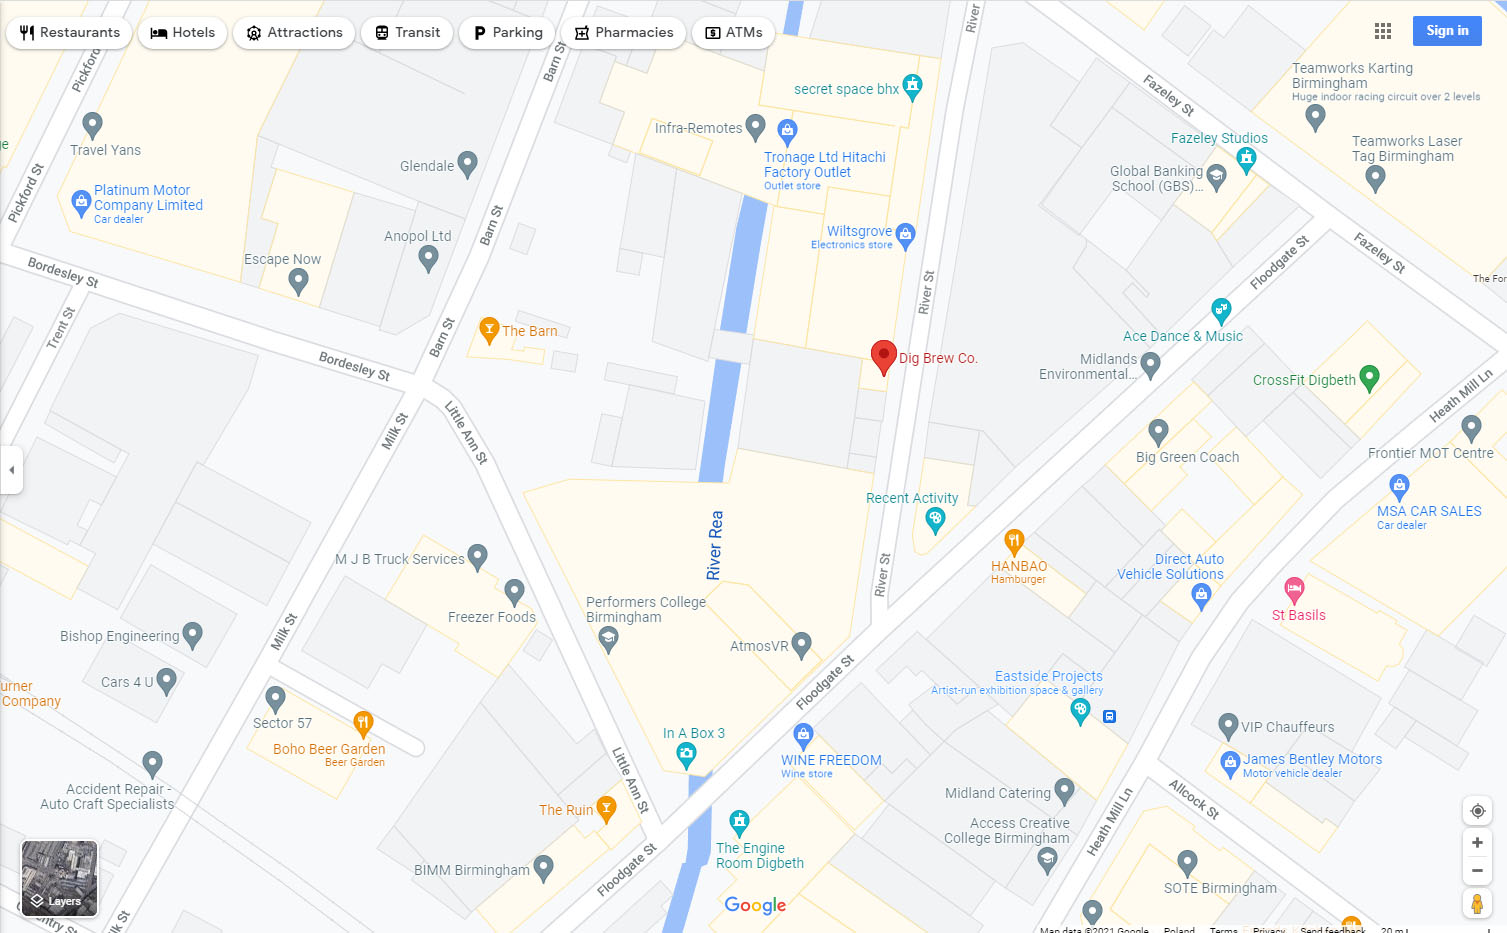 Restaurants
Hotels
Attractions
Transit
Parking
Pharmacies
ATMs
Sign in
River St
Pickford St
Barn St
Teamworks Karting
Birmingham
Huge indoor racing circuit over 2 levels
secret space bhx
Fazeley St
Infra-Remotes
Travel Yans
Fazeley Studios
Teamworks Laser
Tag Birmingham
Tronage Ltd Hitachi
Factory Outlet
Outlet store
Glendale
Global Banking
School (GBS)...
Pickford St
Platinum Motor
Company Limited
Car dealer
Barn St
Anopol Ltd
Wiltsgrove
Electronics store
Fazeley St
Floodgate St
Escape Now
Bordesley St
The For
River St
Trent St
The Barn
Barn St
Ace Dance & Music
Dig Brew Co.
Midlands
Environmental...
Bordesley St
CrossFit Digbeth
Heath Mill Ln
Milk St
Little Ann St
Big Green Coach
Frontier MOT Centre
Recent Activity
MSA CAR SALES
Car dealer
River Rea
M J B Truck Services
River St
HANBAO
Hamburger
Direct Auto
Vehicle Solutions
Performers College
Birmingham
Freezer Foods
St Basils
Milk St
Bishop Engineering
AtmosVR
Floodgate St
Cars 4 U
Eastside Projects
Artist-run exhibition space & gallery
urner
Company
Sector 57
Boho Beer Garden
Beer Garden
In A Box 3
VIP Chauffeurs
WINE FREEDOM
Wine store
James Bentley Motors
Motor vehicle dealer
Little Ann St
Accident Repair -
Auto Craft Specialists
Midland Catering
Allcock St
The Ruin
Heath Mill Ln
Access Creative
College Birmingham
The Engine
Room Digbeth
BIMM Birmingham
Floodgate St
SOTE Birmingham
Layers
Google
Map data ©2021 Google
Poland
Terms
Privacy
Send feedback
20 m